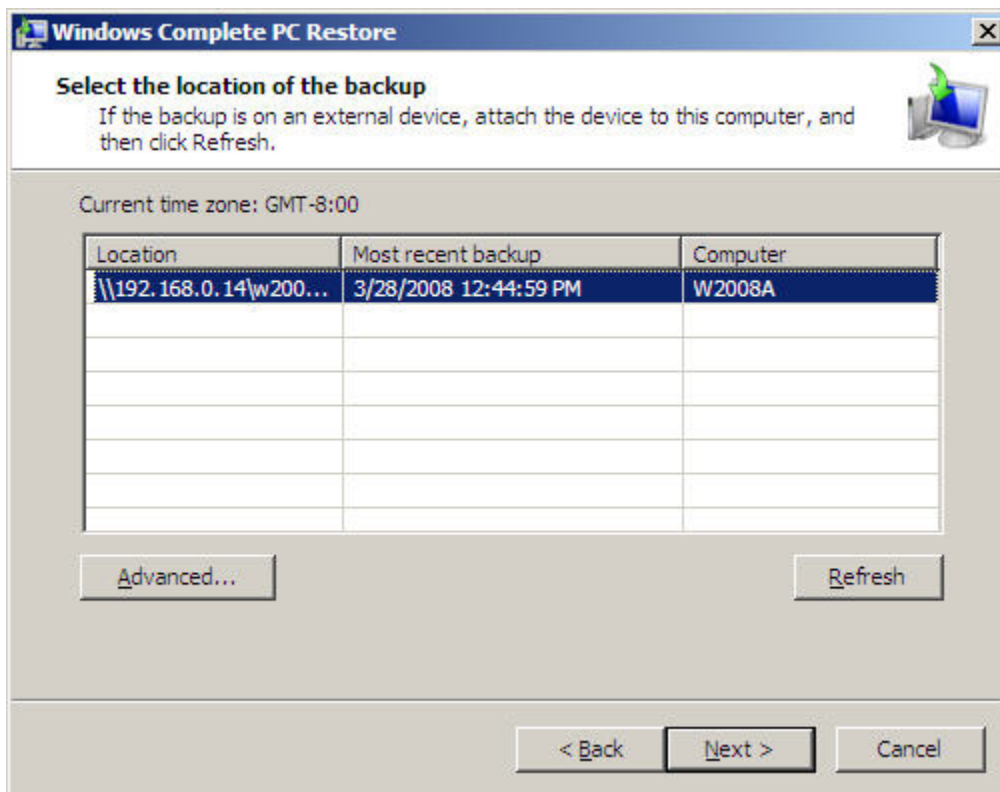 Windows Complete PC Restore
Select the location of the backup
If the backup is on an external device, attach the device to this computer, and
then click Refresh.
Current time zone: GMT-8:00
Location Most recent backup Computer
\\192.168.0.14\w200... 3/28/2008 12:44:59 PM W2008A
Advanced... Refresh
< Back Next > Cancel